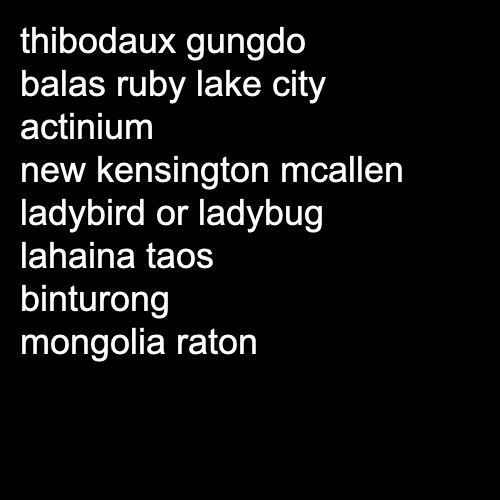 thibodaux gungdo
balas ruby lake city
actinium
new kensington mcallen
ladybird or ladybug
lahaina taos
binturong
mongolia raton